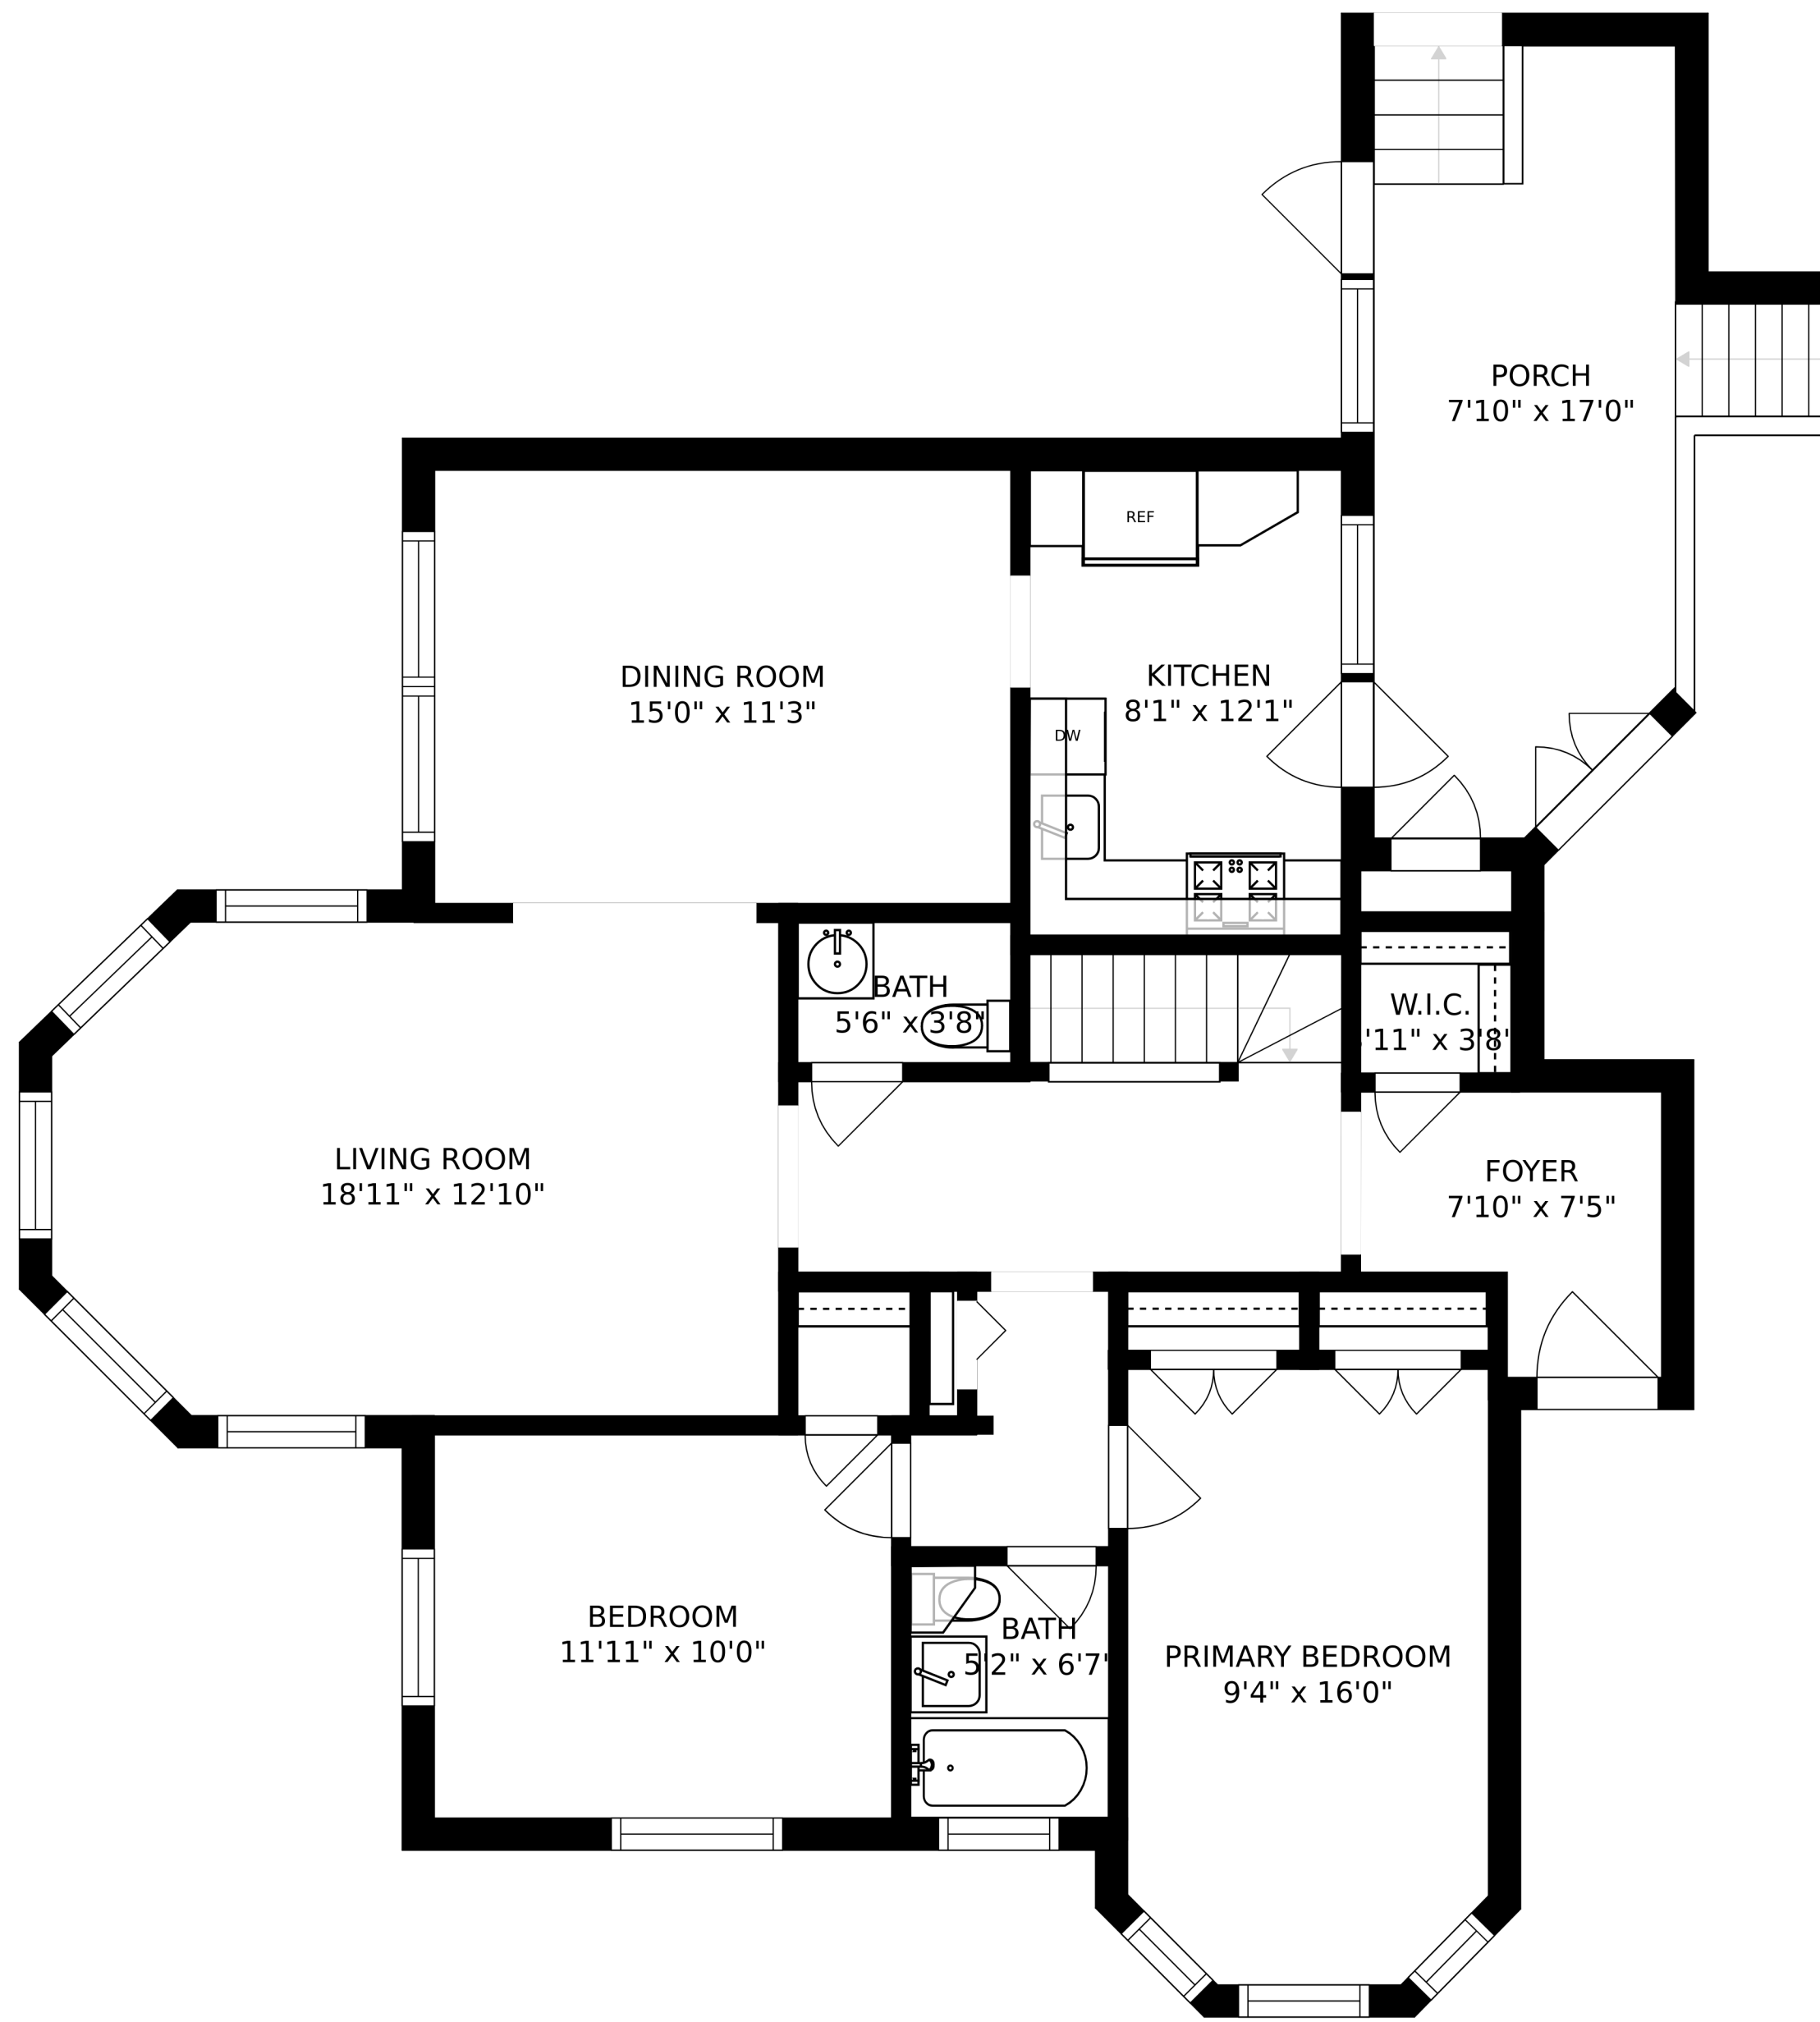 PORCH
7'10" x 17'0"
REF
DINING ROOM
15'0" x 11'3"
KITCHEN
8'1" x 12'1"
DW
BATH
5'6" x 3'8"
W.I.C.
'11" x 3'8"
LIVING ROOM
18'11" x 12'10"
FOYER
7'10" x 7'5"
BEDROOM
11'11" x 10'0"
BATH
5'2" x 6'7"
PRIMARY BEDROOM
9'4" x 16'0"